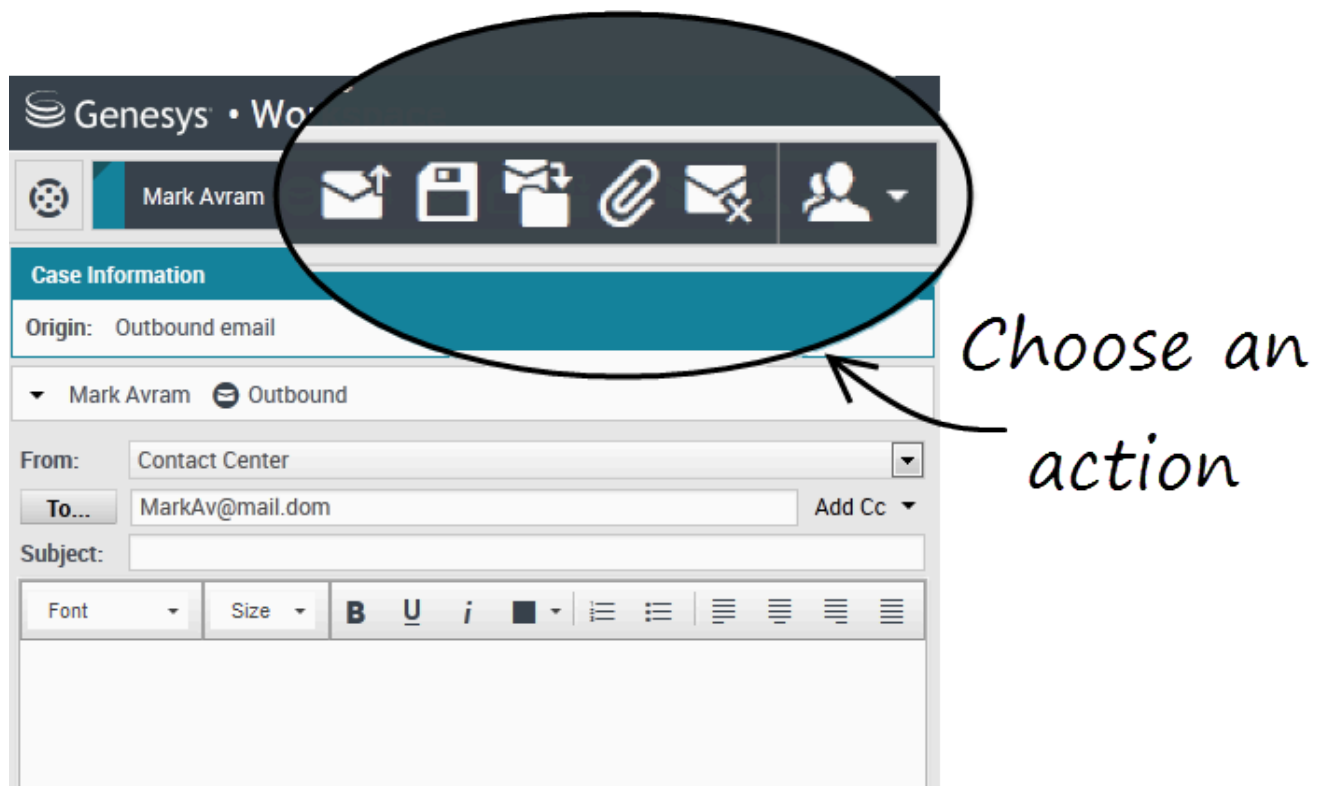 Genesys • Wo
Mark Avram
Case Information
Origin: Outbound email
Choose an
action
Mark Avram Outbound
From: Contact Center
To... MarkAv@mail.dom Add Cc
Subject:
Font Size B U i